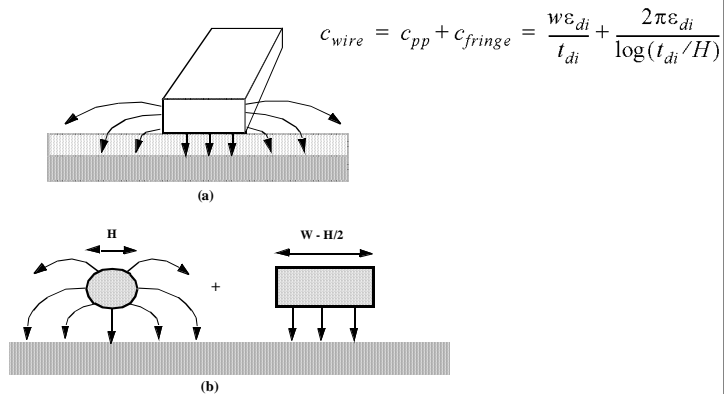 c_wire = c_pp + c_fringe = wε_di / t_di + 2πε_di / log(t_di/H)
(a)
H
W - H/2
+
(b)